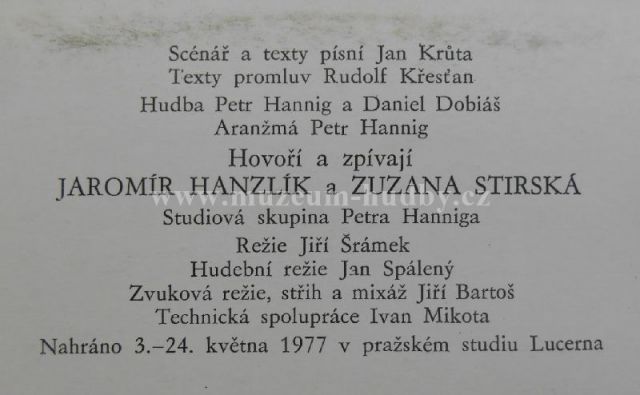 Scénář a texty písní Jan Krůta
Texty promluv Rudolf Křesťan
Hudba Petr Hannig a Daniel Dobiáš
Aranžmá Petr Hannig
Hovoří a zpívají
JAROMÍR HANZLÍK a ZUZANA STIRSKÁ
www.muzeum-hudby.cz
Studiová skupina Petra Hanniga
Režie Jiří Šrámek
Hudební režie Jan Spálený
Zvuková režie, střih a mixáž Jiří Bartoš
Technická spolupráce Ivan Mikota
Nahráno 3.-24. května 1977 v pražském studiu Lucerna